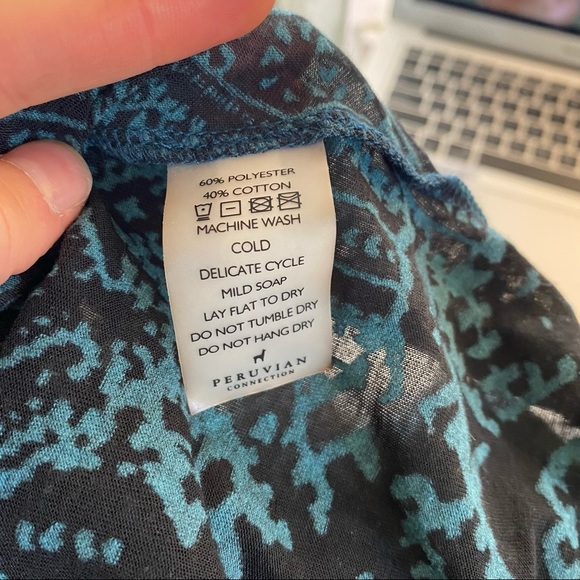 60% POLYESTER
40% COTTON
MACHINE WASH
COLD
DELICATE CYCLE
MILD SOAP
LAY FLAT TO DRY
DO NOT TUMBLE DRY
DO NOT HANG DRY
PERUVIAN
CONNECTION